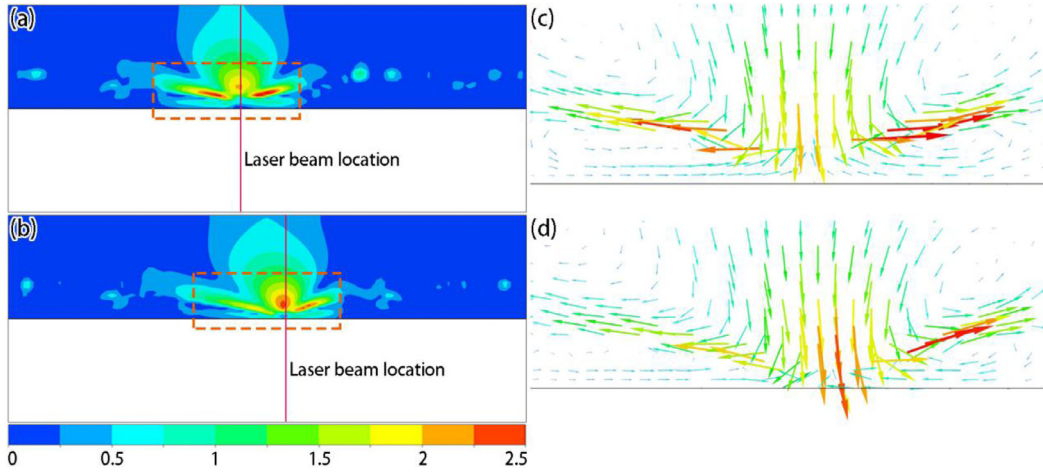 (a)
Laser beam location
(b)
Laser beam location
0 0.5 1 1.5 2 2.5
(c)
(d)